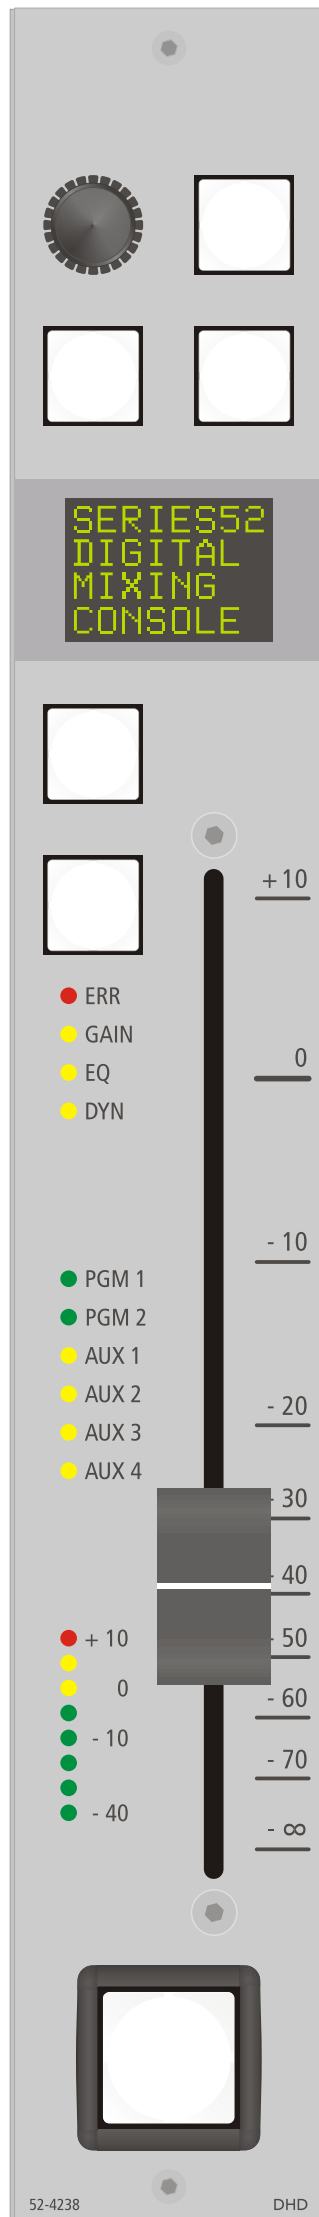 SERIES52
DIGITAL
MIXING
CONSOLE
+10
0
- 10
- 20
- 30
- 40
- 50
- 60
- 70
- ∞
ERR
GAIN
EQ
DYN
PGM 1
PGM 2
AUX 1
AUX 2
AUX 3
AUX 4
+ 10
0
- 10
- 40
52-4238
DHD